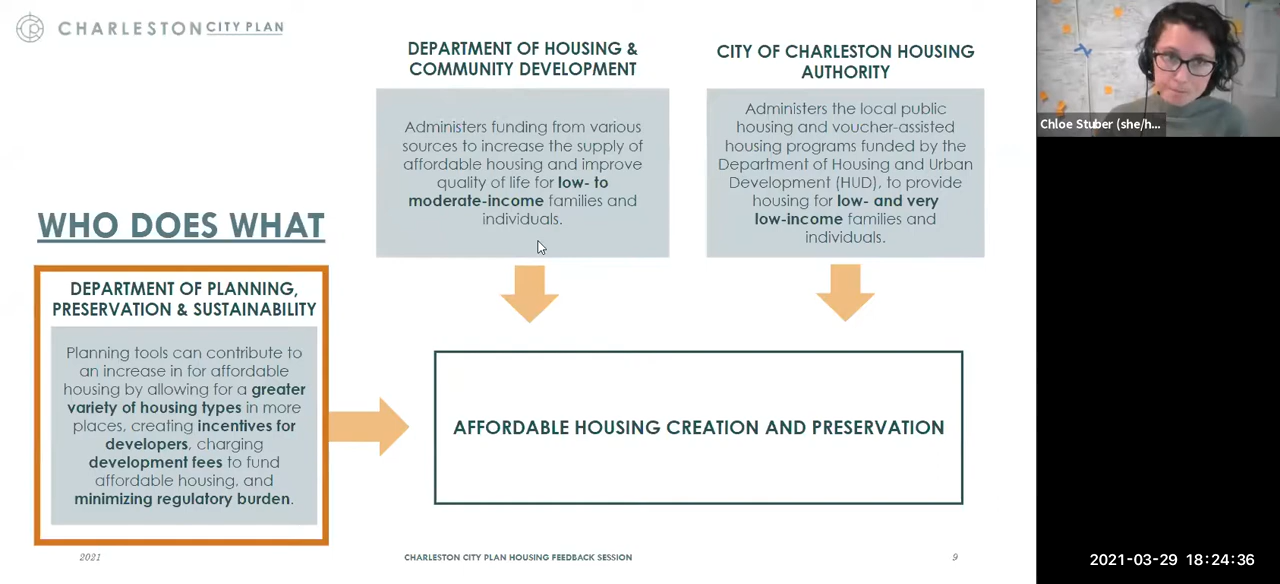 CHARLESTON CITY PLAN
DEPARTMENT OF HOUSING &
COMMUNITY DEVELOPMENT
Administers funding from various
sources to increase the supply of
affordable housing and improve
quality of life for low- to
moderate-income families and
individuals.
CITY OF CHARLESTON HOUSING
AUTHORITY
Administers the local public
housing and voucher-assisted
housing programs funded by the
Department of Housing and Urban
Development (HUD), to provide
housing for low- and very
low-income families and
individuals.
Chloe Stuber (she/h...
WHO DOES WHAT
DEPARTMENT OF PLANNING,
PRESERVATION & SUSTAINABILITY
Planning tools can contribute to
an increase in for affordable
housing by allowing for a greater
variety of housing types in more
places, creating incentives for
developers, charging
development fees to fund
affordable housing, and
minimizing regulatory burden.
AFFORDABLE HOUSING CREATION AND PRESERVATION
2021
CHARLESTON CITY PLAN HOUSING FEEDBACK SESSION
9
2021-03-29 18:24:36